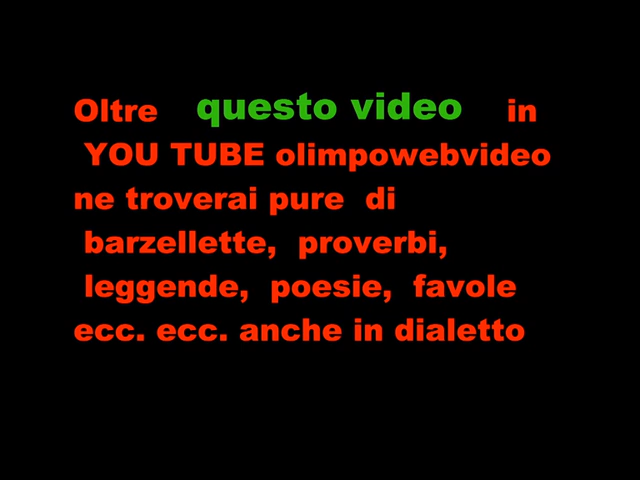 Oltre questo video in
YOU TUBE olimpowebvideo
ne troverai pure di
barzellette, proverbi,
leggende, poesie, favole
ecc. ecc. anche in dialetto